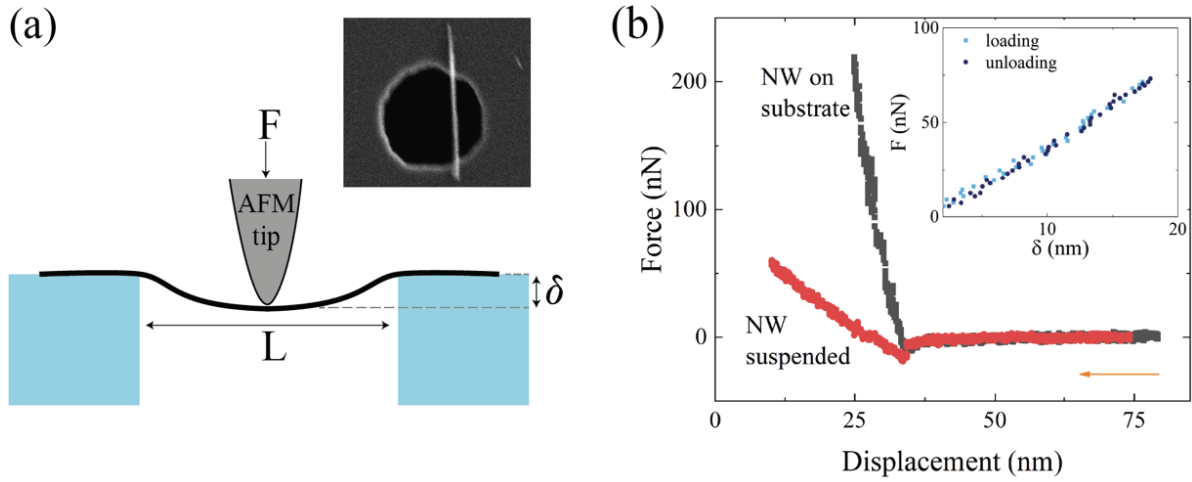 (a)
F
AFM
tip
δ
L
(b)
Force (nN)
200
100
0
NW on
substrate
NW
suspended
0
25
50
75
Displacement (nm)
F (nN)
100
50
0
loading
unloading
10
20
δ (nm)